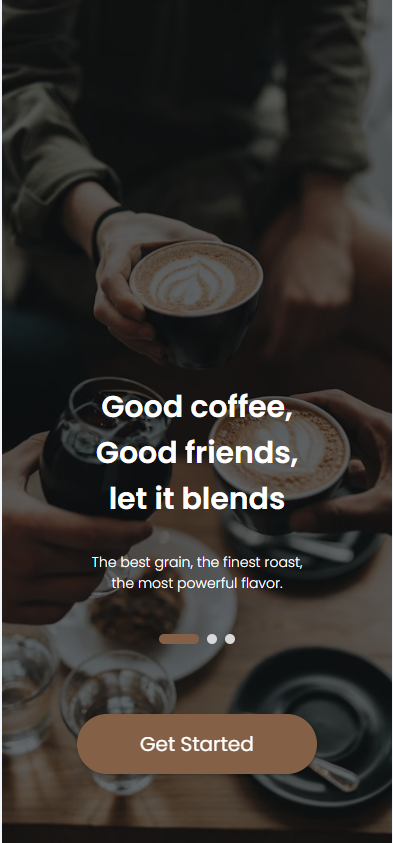 Good coffee,
Good friends,
let it blends
The best grain, the finest roast,
the most powerful flavor.
Get Started